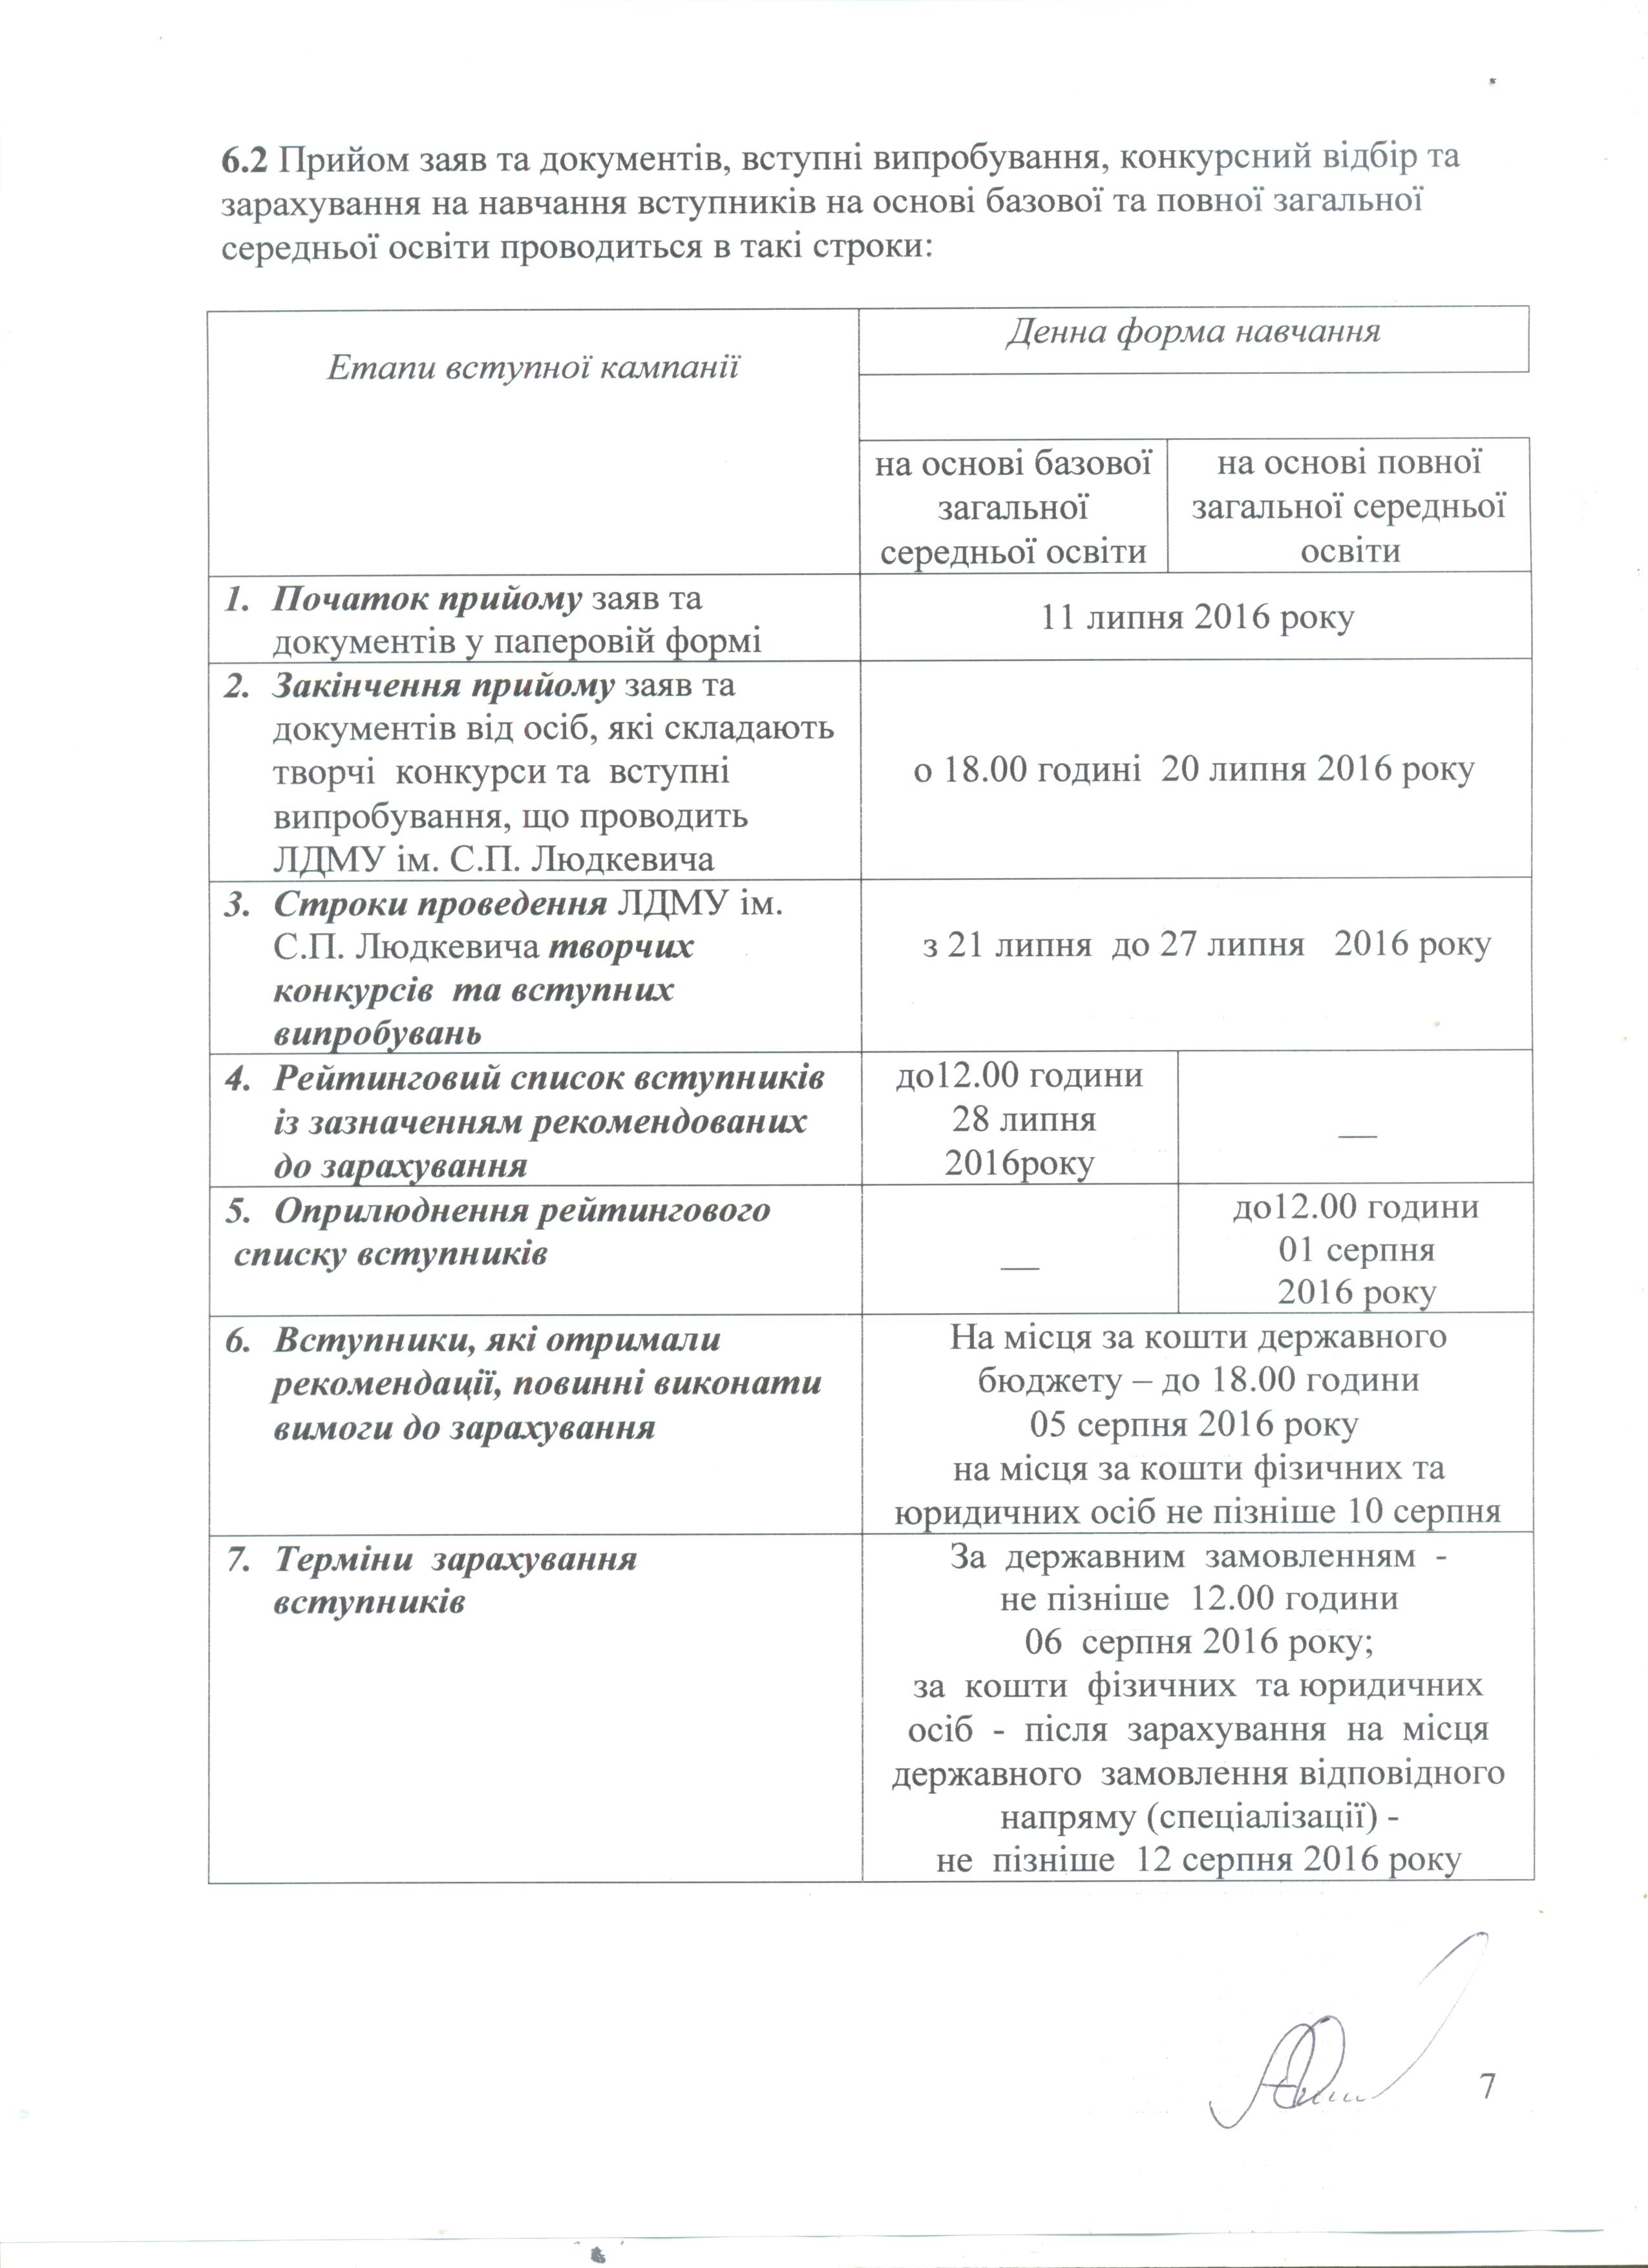 6.2 Прийом заяв та документів, вступні випробування, конкурсний відбір та
зарахування на навчання вступників на основі базової та повної загальної
середньої освіти проводиться в такі строки:
Етапи вступної кампанії
Денна форма навчання
на основі базової
загальної
середньої освіти
на основі повної
загальної середньої
освіти
1. Початок прийому заяв та
документів у паперовій формі
11 липня 2016 року
2. Закінчення прийому заяв та
документів від осіб, які складають
творчі конкурси та вступні
випробування, що проводить
ЛДМУ ім. С.П. Людкевича
о 18.00 годині 20 липня 2016 року
3. Строки проведення ЛДМУ ім.
С.П. Людкевича творчих
конкурсів та вступних
випробувань
з 21 липня до 27 липня 2016 року
4. Рейтинговий список вступників
із зазначенням рекомендованих
до зарахування
до12.00 години
28 липня
2016року
—
5. Оприлюднення рейтингового
списку вступників
—
до12.00 години
01 серпня
2016 року
6. Вступники, які отримали
рекомендації, повинні виконати
вимоги до зарахування
На місця за кошти державного
бюджету – до 18.00 години
05 серпня 2016 року
на місця за кошти фізичних та
юридичних осіб не пізніше 10 серпня
7. Терміни зарахування
вступників
За державним замовленням -
не пізніше 12.00 години
06 серпня 2016 року;
за кошти фізичних та юридичних
осіб - після зарахування на місця
державного замовлення відповідного
напряму (спеціалізації) -
не пізніше 12 серпня 2016 року
7